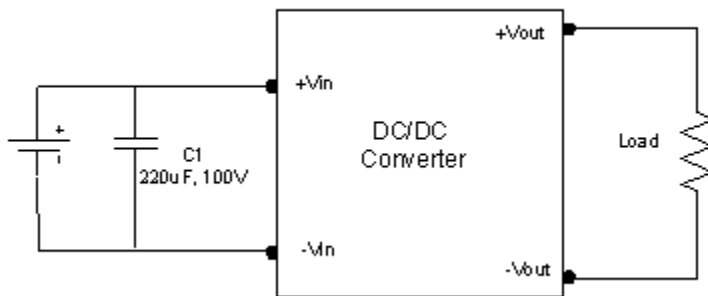 +Vout
+Vin
DC/DC
Converter
+
-
C1
220uF, 100V
Load
-Vin
-Vout